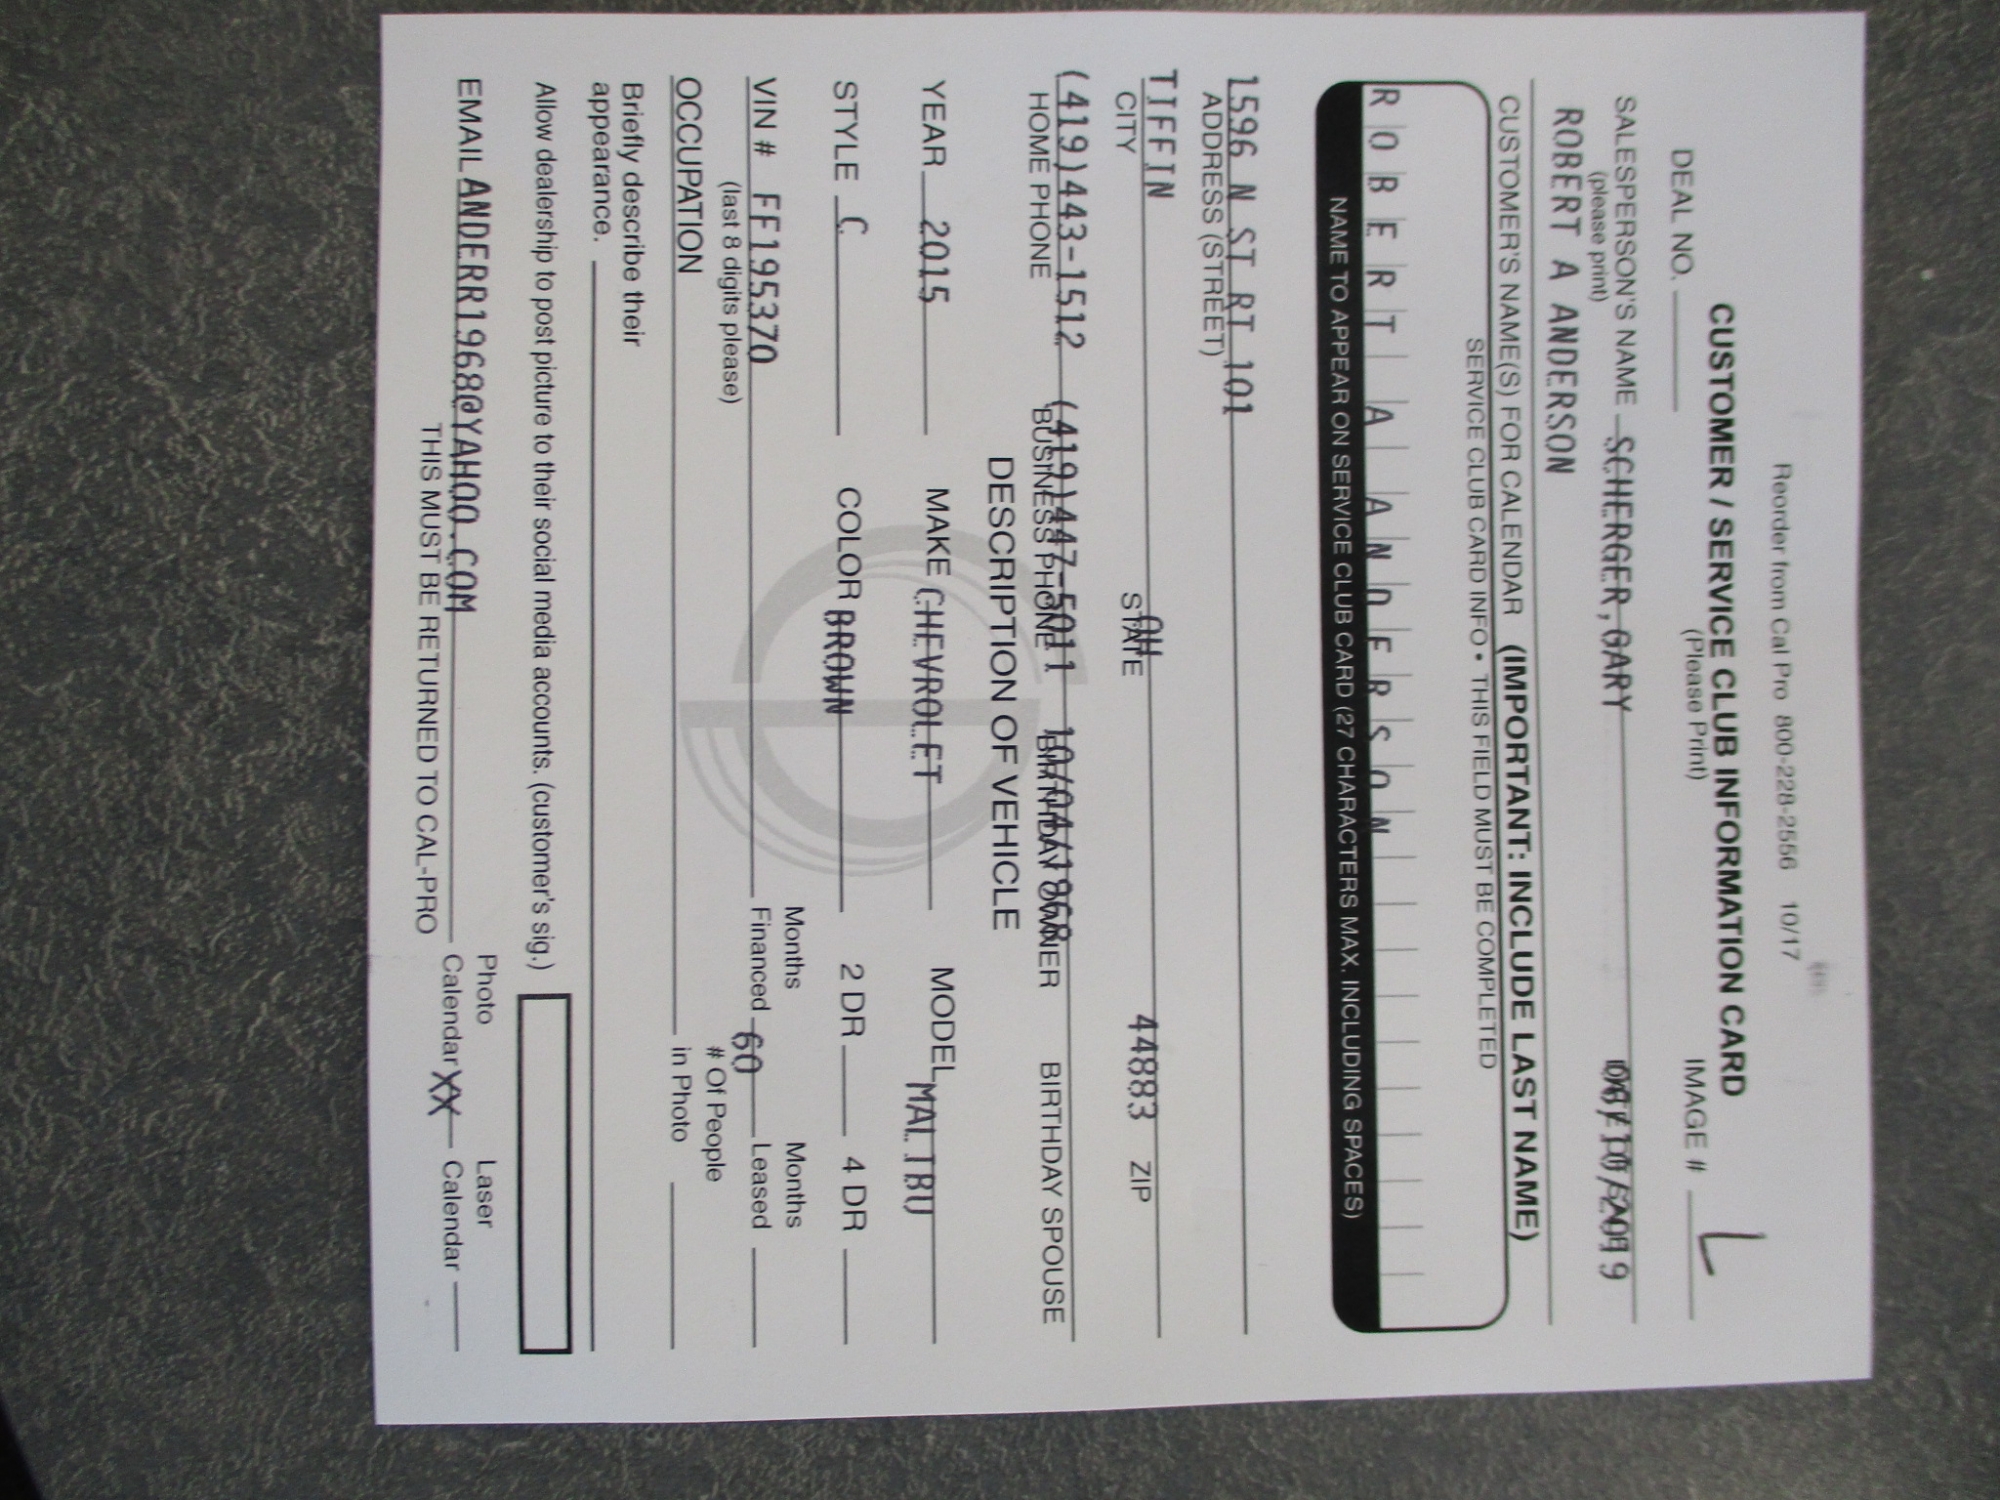 Reorder from Cal Pro 800-228-2556 10/17
CUSTOMER / SERVICE CLUB INFORMATION CARD
(Please Print)
DEAL NO. IMAGE # L
SALESPERSON'S NAME SCHERGER, GARY
(please print)
ROBERT A ANDERSON
CUSTOMER'S NAME(S) FOR CALENDAR (IMPORTANT: INCLUDE LAST NAME)
SERVICE CLUB CARD INFO • THIS FIELD MUST BE COMPLETED
ROBERT A ANDERSON
NAME TO APPEAR ON SERVICE CLUB CARD (27 CHARACTERS MAX. INCLUDING SPACES)
1596 N ST RT 101
ADDRESS (STREET)
TIFFIN OH 44883 ZIP
CITY STATE
(419)443-1512 (419)447-5011 10/04/1968
HOME PHONE BUSINESS PHONE BIRTHDAY OWNER BIRTHDAY SPOUSE
DESCRIPTION OF VEHICLE
YEAR 2015 MAKE CHEVROLET MODEL MALIBU
STYLE C COLOR BROWN 2 DR 4 DR
Months Months
VIN # FF195370 Financed 60 Leased
(last 8 digits please) # Of People
OCCUPATION in Photo
Briefly describe their
appearance.
Allow dealership to post picture to their social media accounts. (customer's sig.)
Photo Laser
EMAIL ANDERR1968@YAHOO.COM Calendar XX Calendar
THIS MUST BE RETURNED TO CAL-PRO